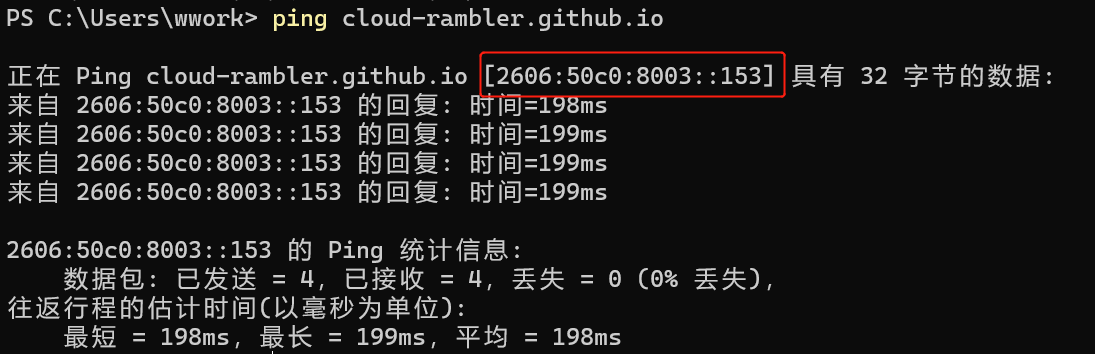 PS C:\Users\wwork> ping cloud-rambler.github.io
正在 Ping cloud-rambler.github.io [2606:50c0:8003::153] 具有 32 字节的数据:
来自 2606:50c0:8003::153 的回复: 时间=198ms
来自 2606:50c0:8003::153 的回复: 时间=199ms
来自 2606:50c0:8003::153 的回复: 时间=199ms
来自 2606:50c0:8003::153 的回复: 时间=199ms
2606:50c0:8003::153 的 Ping 统计信息:
数据包: 已发送 = 4, 已接收 = 4, 丢失 = 0 (0% 丢失),
往返行程的估计时间(以毫秒为单位):
最短 = 198ms, 最长 = 199ms, 平均 = 198ms